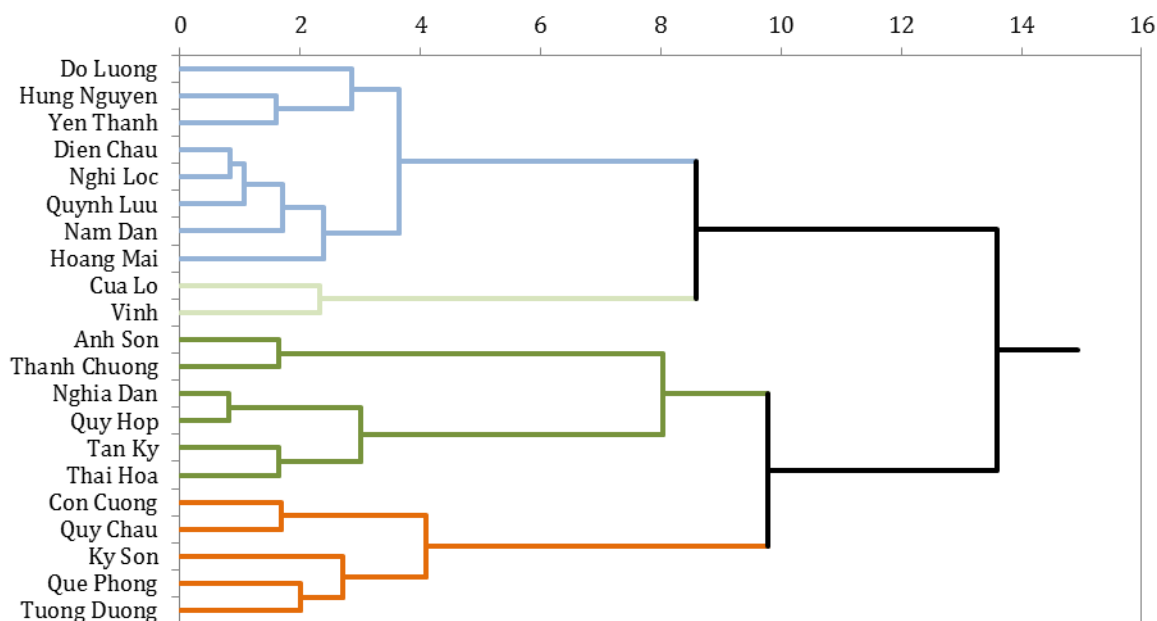 0 2 4 6 8 10 12 14 16
Do Luong
Hung Nguyen
Yen Thanh
Dien Chau
Nghi Loc
Quynh Luu
Nam Dan
Hoang Mai
Cua Lo
Vinh
Anh Son
Thanh Chuong
Nghia Dan
Quy Hop
Tan Ky
Thai Hoa
Con Cuong
Quy Chau
Ky Son
Que Phong
Tuong Duong